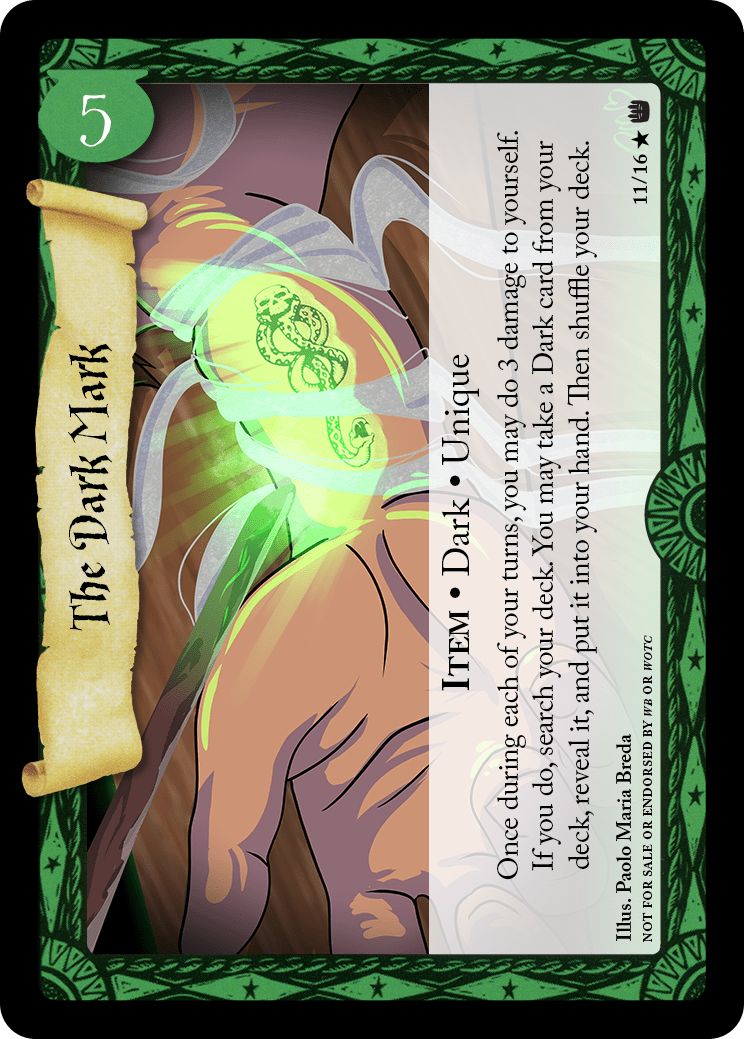 5
The Dark Mark
ITEM • Dark • Unique
Once during each of your turns, you may do 3 damage to yourself.
If you do, search your deck. You may take a Dark card from your
deck, reveal it, and put it into your hand. Then shuffle your deck.
Illus. Paolo Maria Breda
NOT FOR SALE OR ENDORSED BY WB OR WOTC
11/16 ★